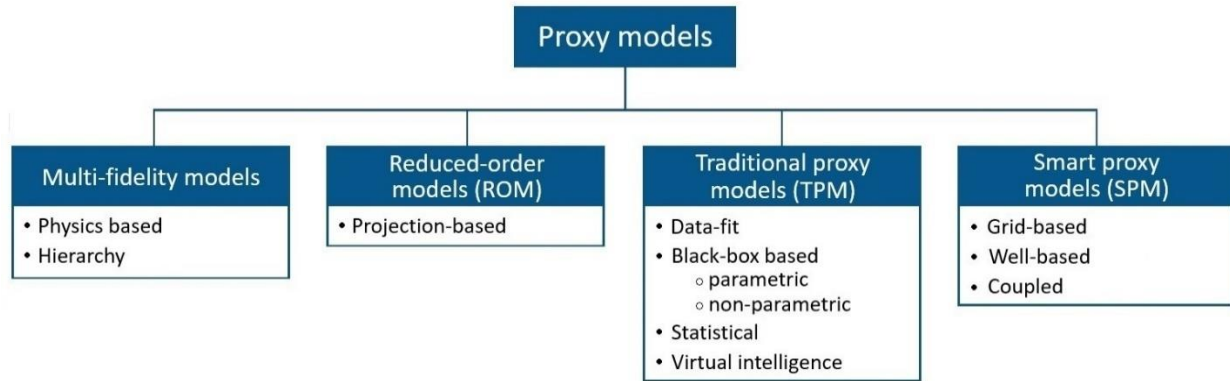 Proxy models
Multi-fidelity models
• Physics based
• Hierarchy
Reduced-order
models (ROM)
• Projection-based
Traditional proxy
models (TPM)
• Data-fit
• Black-box based
○ parametric
○ non-parametric
• Statistical
• Virtual intelligence
Smart proxy
models (SPM)
• Grid-based
• Well-based
• Coupled